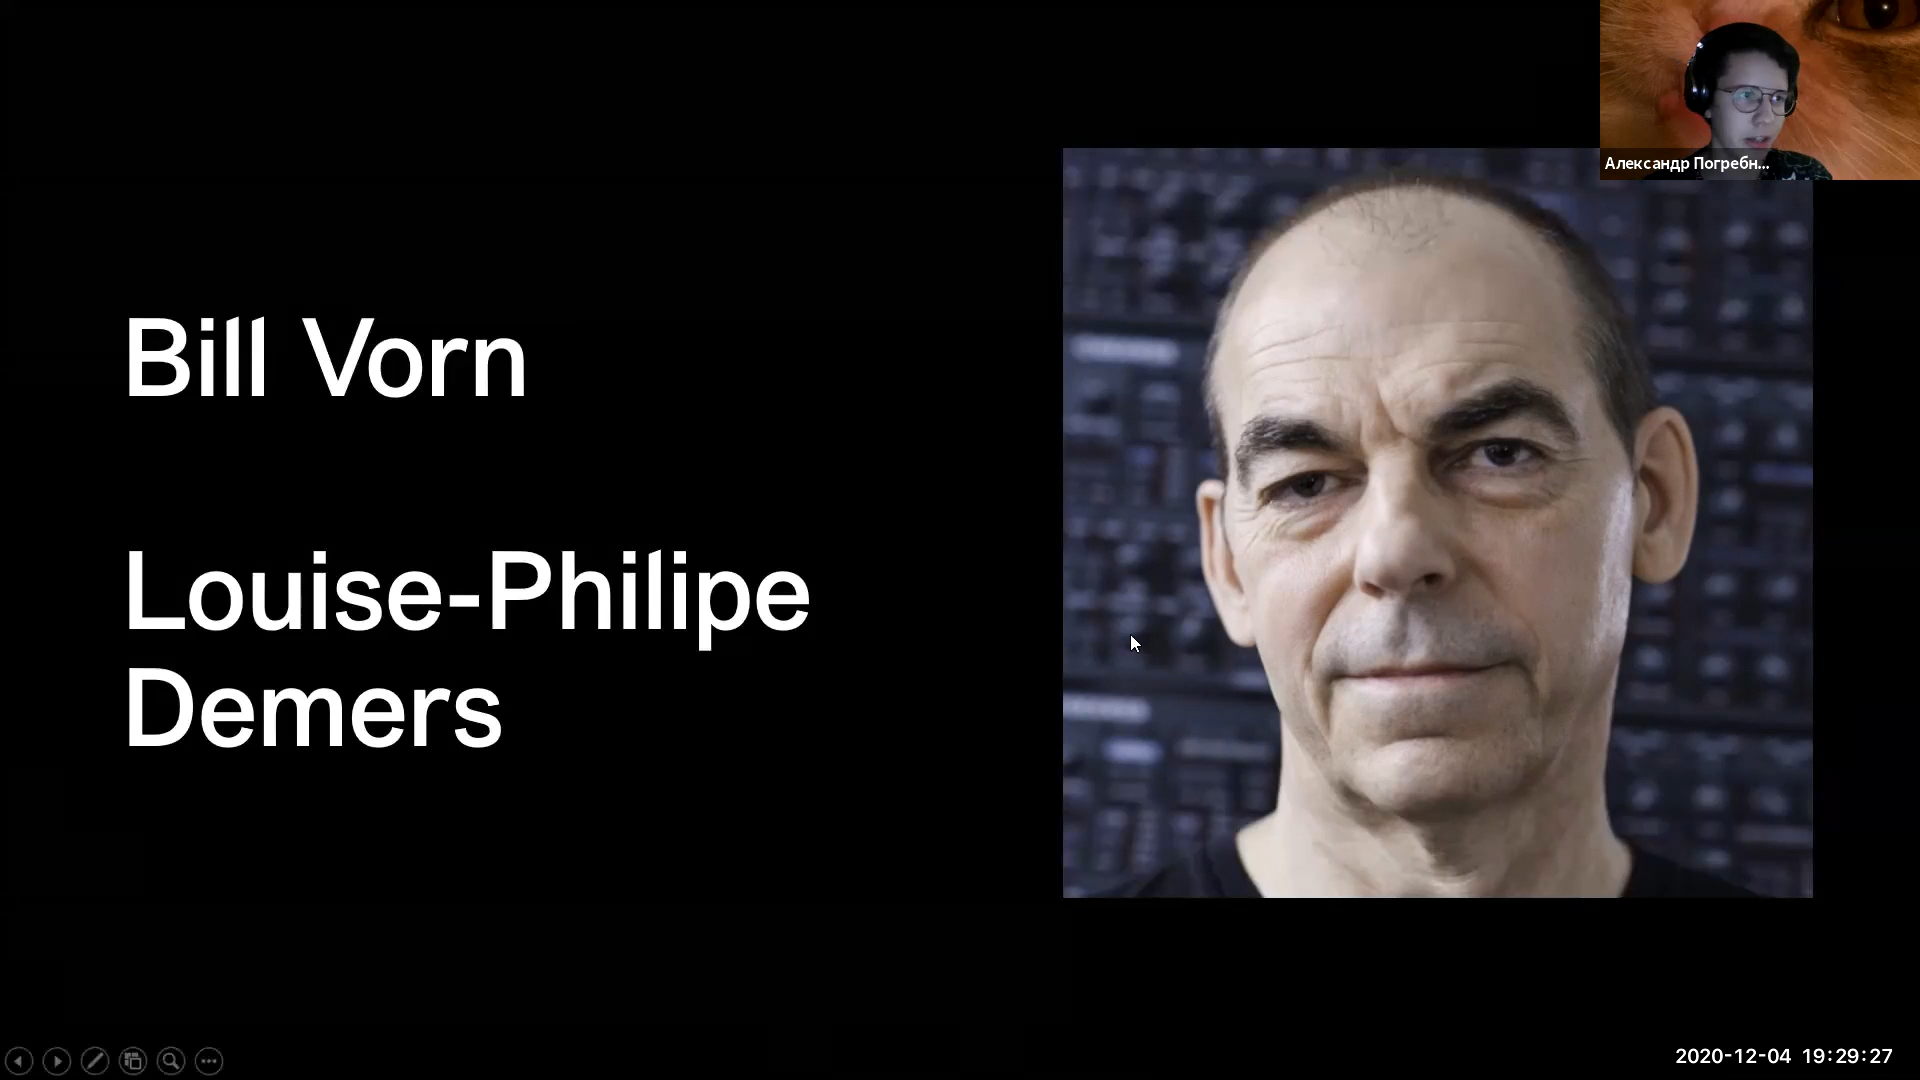 Александр Погребн...
Bill Vorn
Louise-Philipe
Demers
2020-12-04 19:29:27